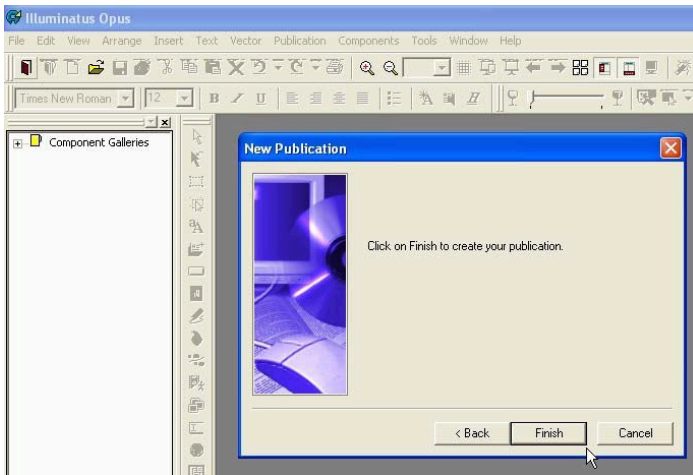 Illuminatus Opus
File Edit View Arrange Insert Text Vector Publication Components Tools Window Help
Times New Roman 12 B I U
Component Galleries
New Publication
Click on Finish to create your publication.
< Back Finish Cancel